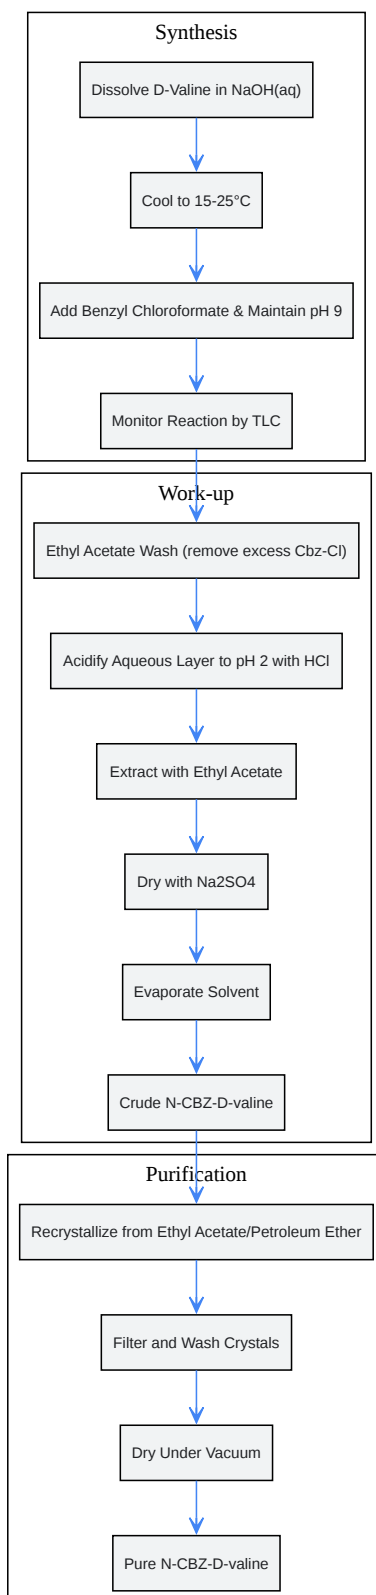 Synthesis
Dissolve D-Valine in NaOH(aq)
Cool to 15-25°C
Add Benzyl Chloroformate & Maintain pH 9
Monitor Reaction by TLC
Work-up
Ethyl Acetate Wash (remove excess Cbz-Cl)
Acidify Aqueous Layer to pH 2 with HCl
Extract with Ethyl Acetate
Dry with Na2SO4
Evaporate Solvent
Crude N-CBZ-D-valine
Purification
Recrystallize from Ethyl Acetate/Petroleum Ether
Filter and Wash Crystals
Dry Under Vacuum
Pure N-CBZ-D-valine